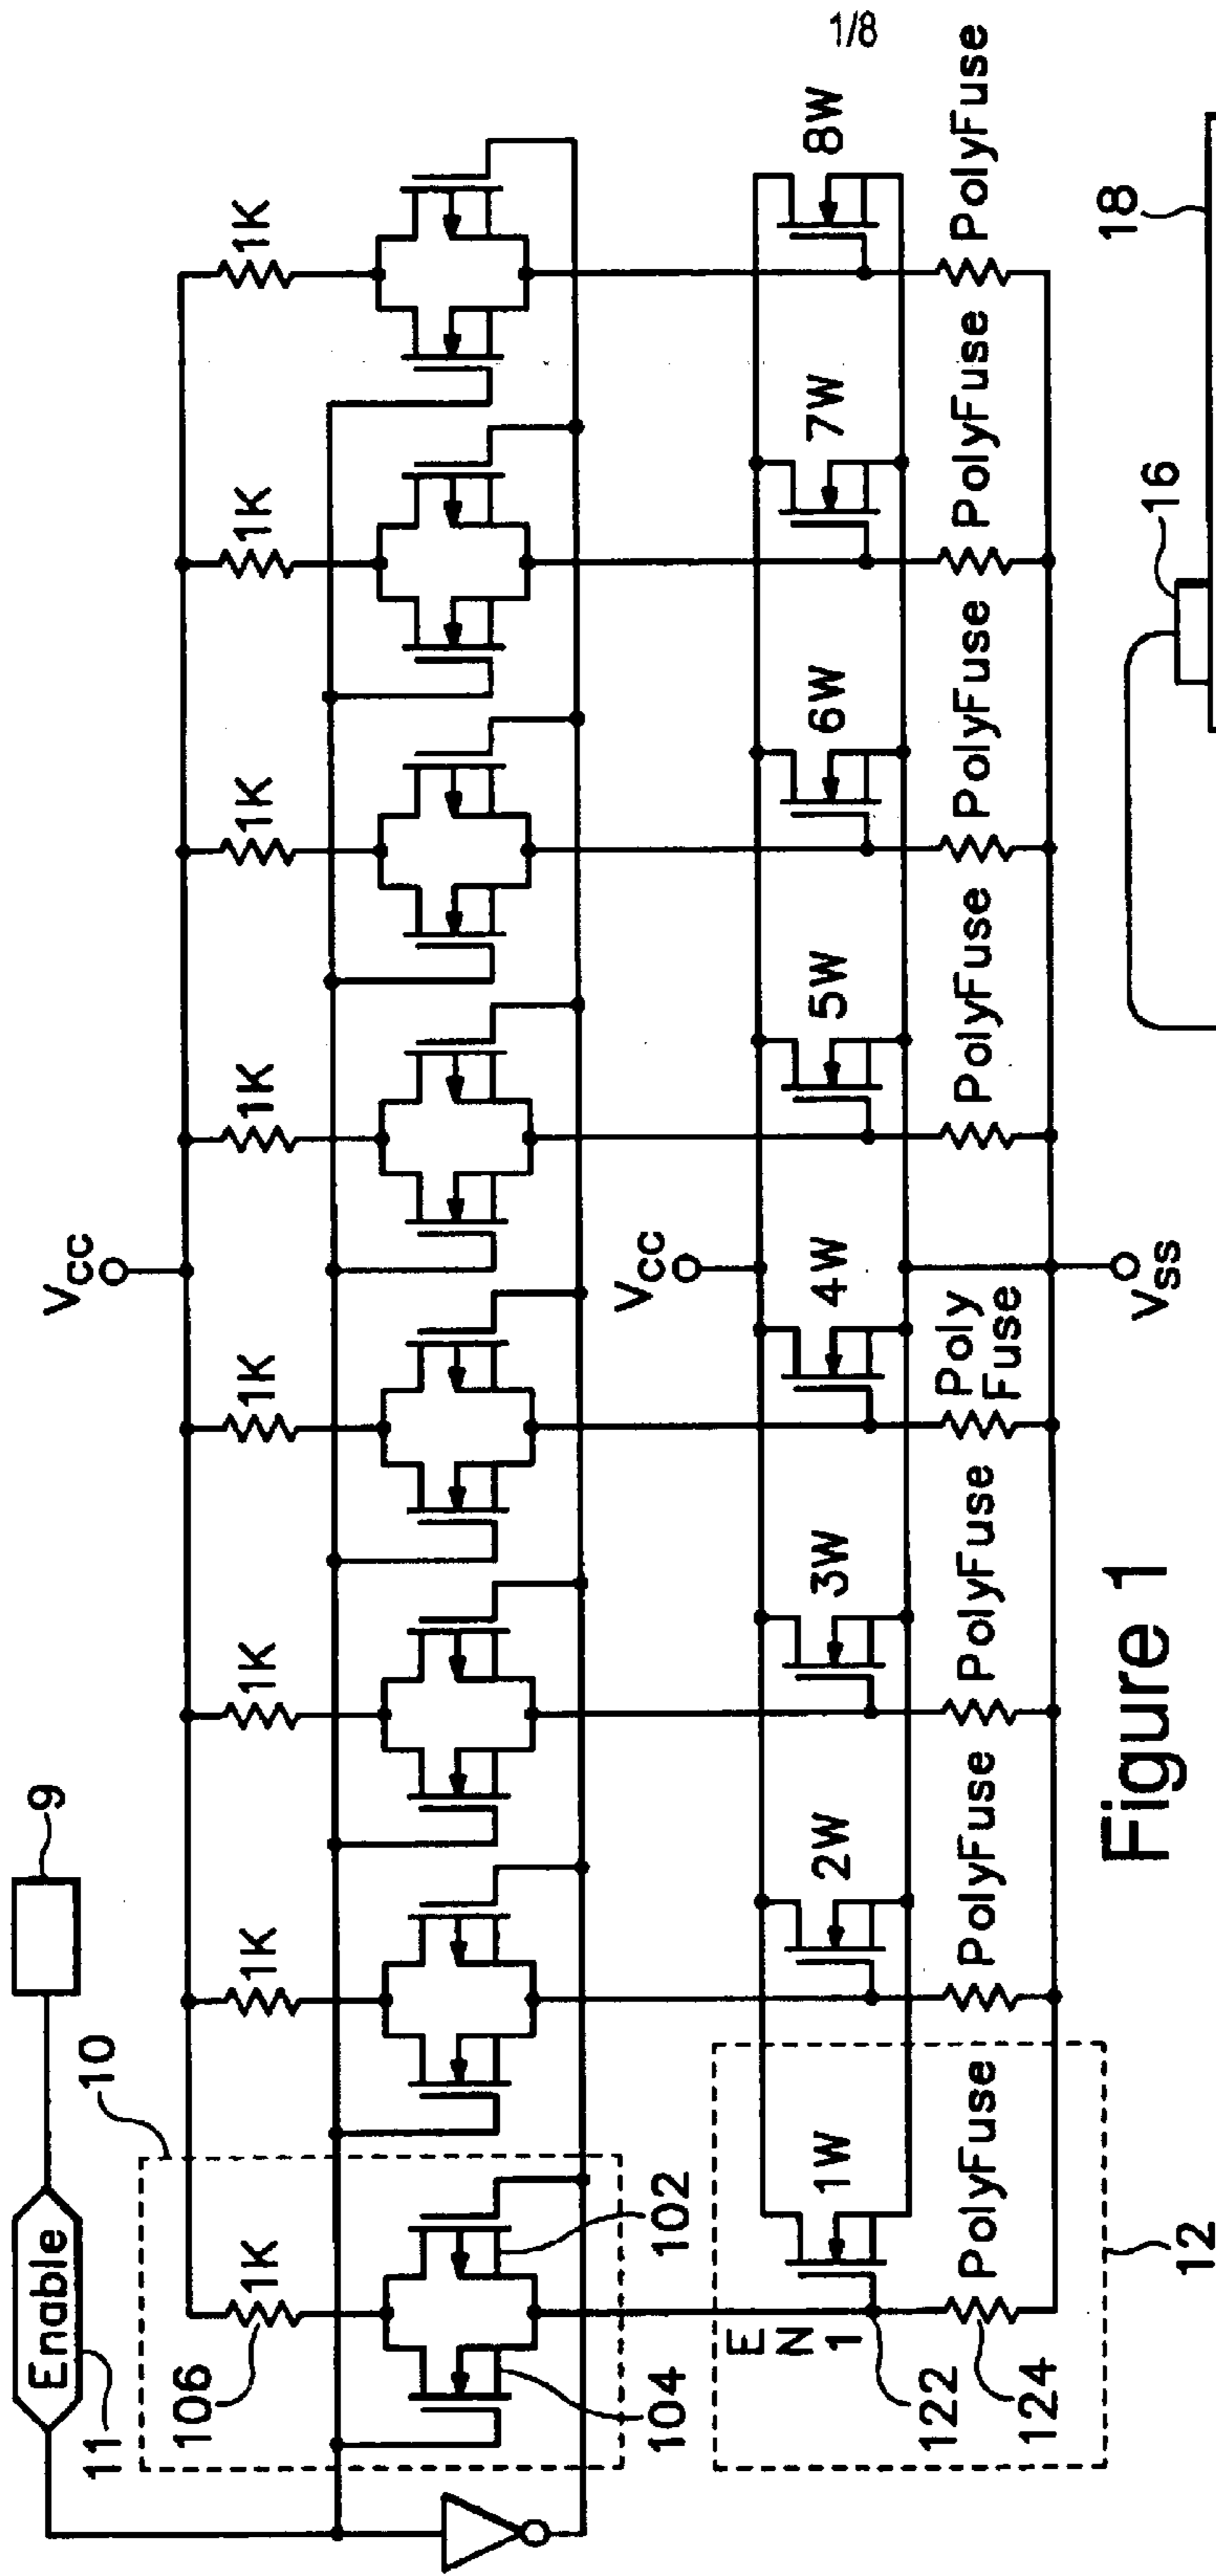 1/8
9
Enable
11
10
VCC
1K
1K
1K
1K
1K
1K
1K
1K
106
102
104
VCC
1W
2W
3W
4W
5W
6W
7W
8W
E
N
1
122
124
PolyFuse
PolyFuse
PolyFuse
Poly
Fuse
PolyFuse
PolyFuse
PolyFuse
PolyFuse
12
VSS
Figure 1
16
18